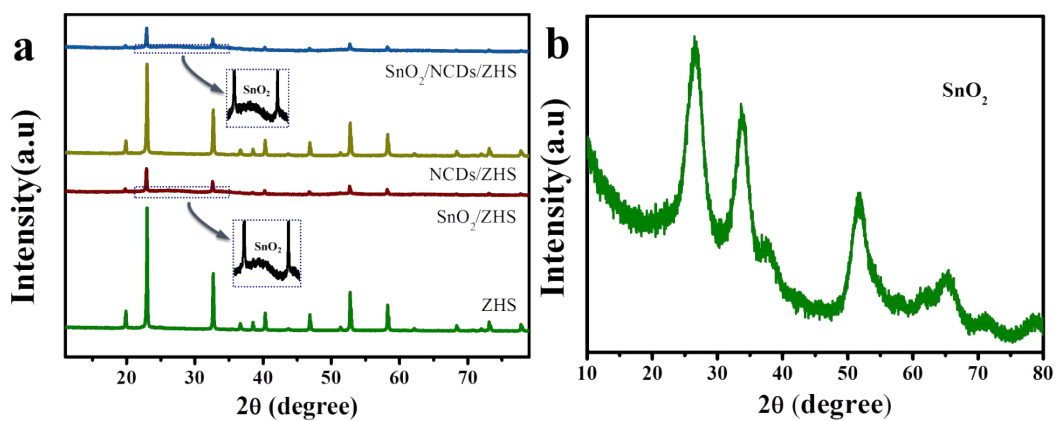 a
Intensity(a.u)
SnO2/NCDs/ZHS
SnO2
NCDs/ZHS
SnO2/ZHS
SnO2
ZHS
20 30 40 50 60 70
2θ (degree)
b
Intensity(a.u)
SnO2
10 20 30 40 50 60 70 80
2θ (degree)